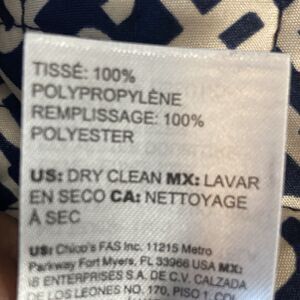 TISSÉ: 100%
POLYPROPYLÈNE
REMPLISSAGE: 100%
POLYESTER
US: DRY CLEAN MX: LAVAR
EN SECO CA: NETTOYAGE
À SEC
US: Chico's FAS Inc. 11215 Metro
Parkway Fort Myers, FL 33966 USA MX:
ENTERPRISES S.A. DE C.V. CALZADA
DE LOS LEONES NO. 170, PISO